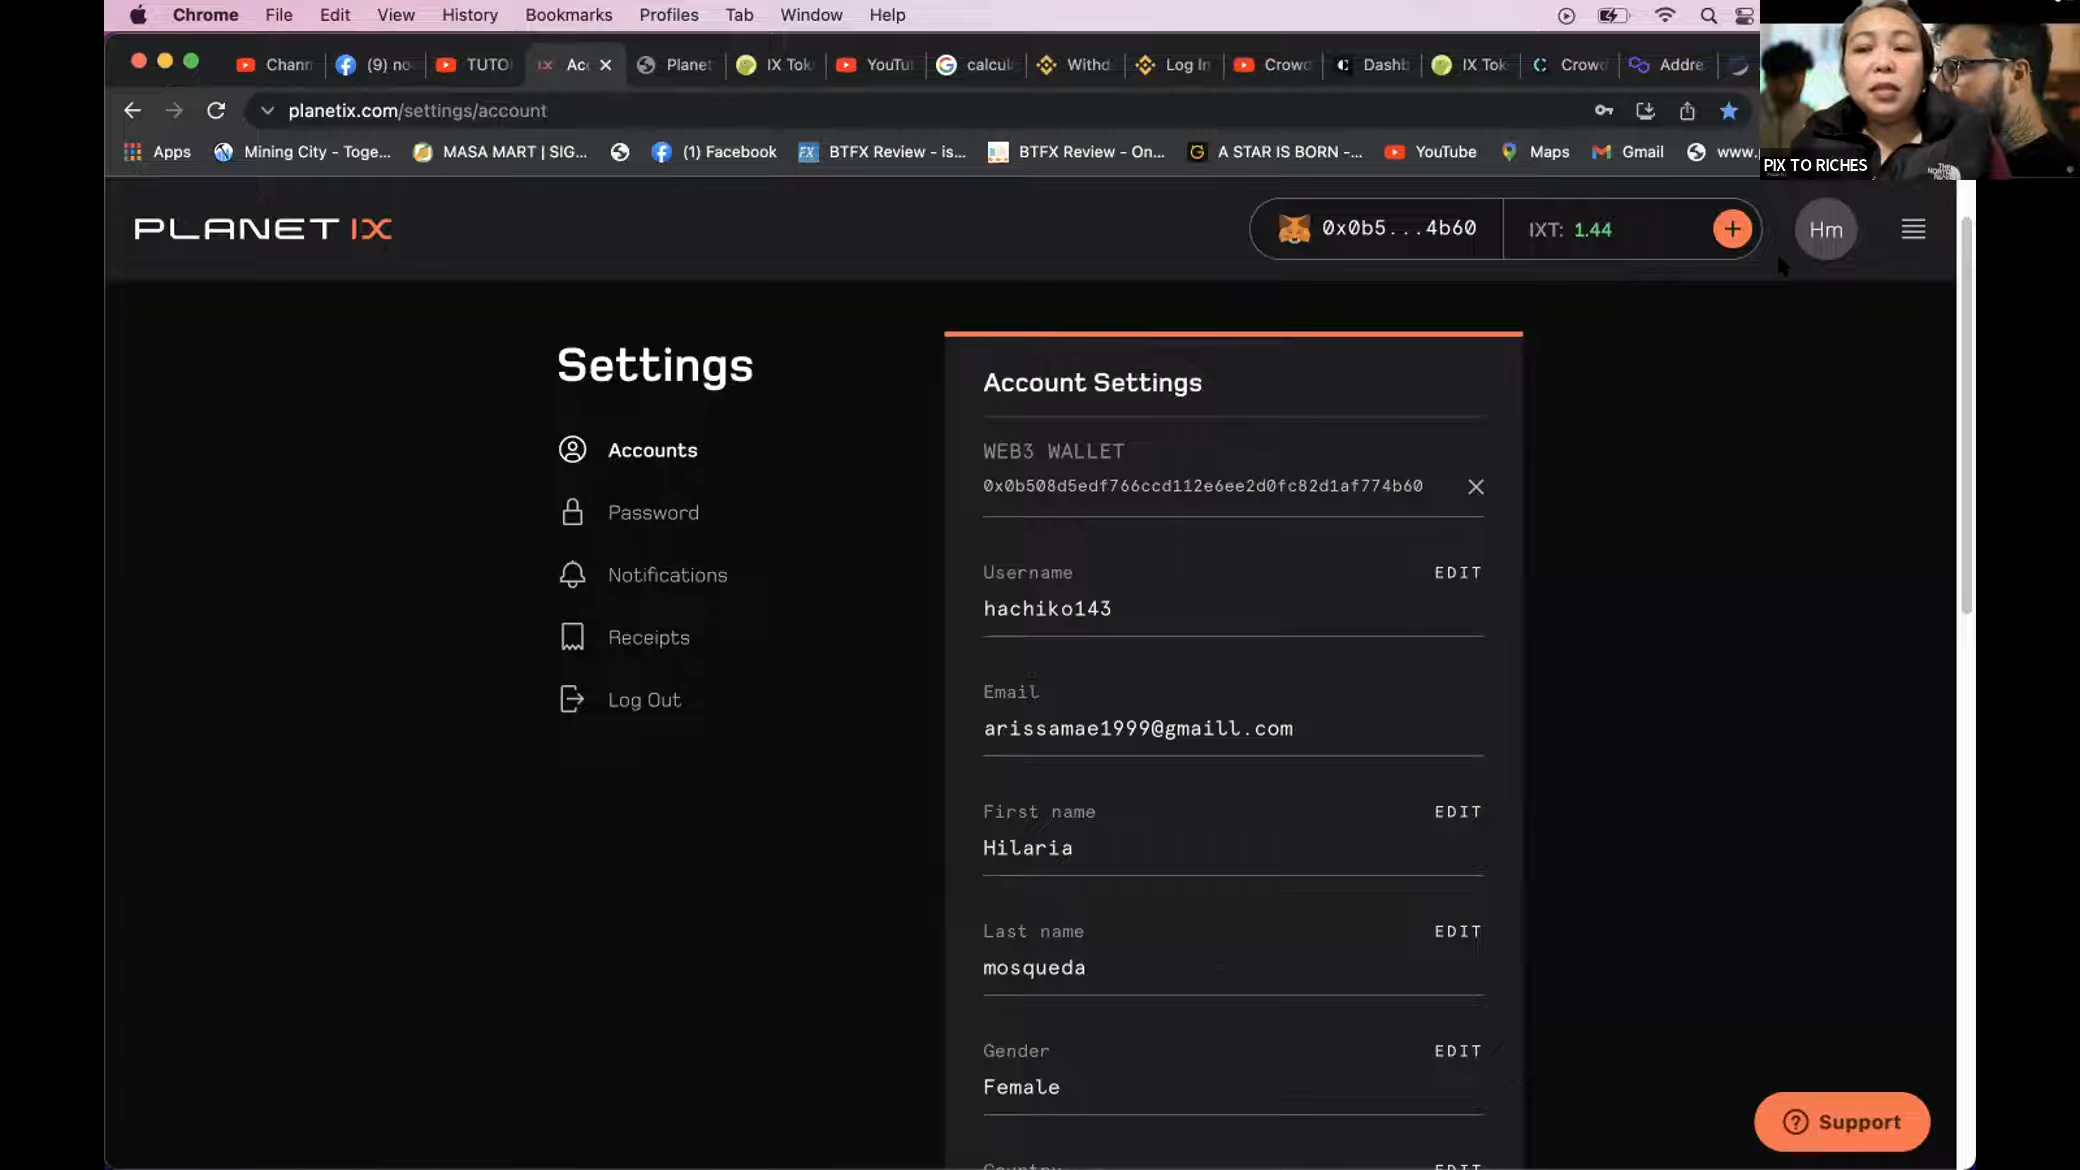 Chrome File Edit View History Bookmarks Profiles Tab Window Help
Chann (9) no TUTO Acc Planet IX Tok YouTu calcul Withd Log In Crowd Dashb IX Tok Crowd Addre
planetix.com/settings/account
Apps Mining City - Toge... MASA MART | SIG... (1) Facebook BTFX Review - is... BTFX Review - On... A STAR IS BORN -... YouTube Maps Gmail
PIX TO RICHES
PLANET IX
0x0b5...4b60 IXT: 1.44 Hm
Settings
Accounts
Password
Notifications
Receipts
Log Out
Account Settings
WEB3 WALLET
0x0b508d5edf766ccd112e6ee2d0fc82d1af774b60
Username EDIT
hachiko143
Email
arissamae1999@gmaill.com
First name EDIT
Hilaria
Last name EDIT
mosqueda
Gender EDIT
Female
Support